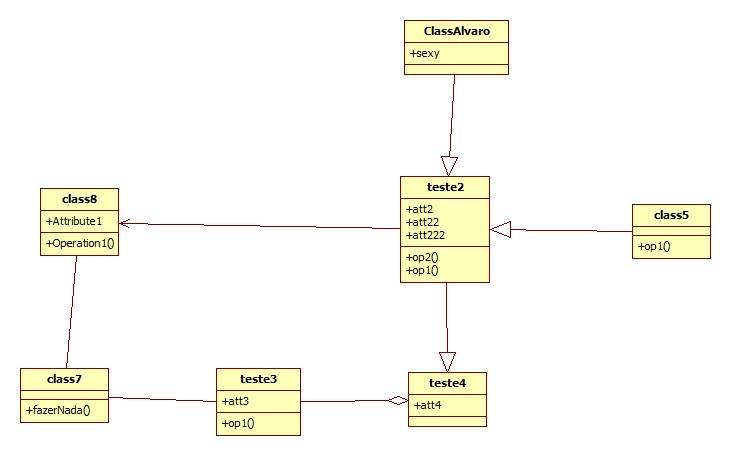 ClassAlvaro
+sexy
teste2
+att2
+att22
+att222
+op2()
+op1()
class8
+Attribute1
+Operation1()
class5
+op1()
class7
+fazerNada()
teste3
+att3
+op1()
teste4
+att4